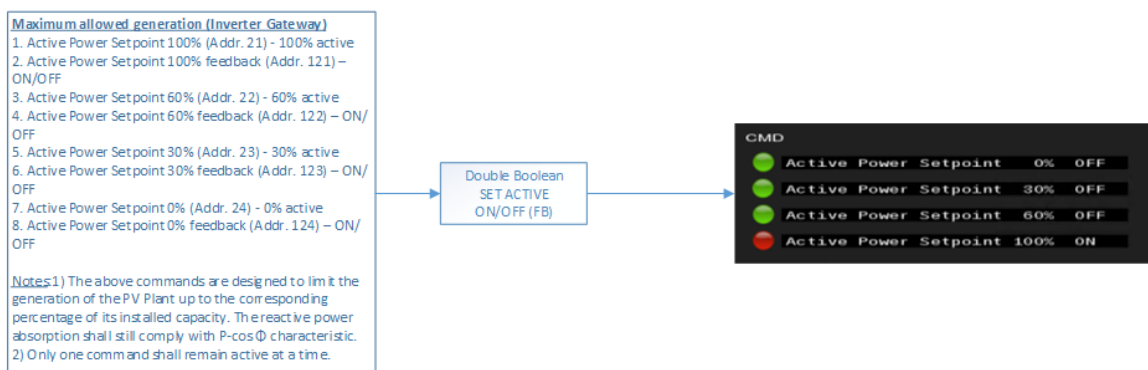 Maximum allowed generation (Inverter Gateway)
1. Active Power Setpoint 100% (Addr. 21) - 100% active
2. Active Power Setpoint 100% feedback (Addr. 121) –
ON/OFF
3. Active Power Setpoint 60% (Addr. 22) - 60% active
4. Active Power Setpoint 60% feedback (Addr. 122) – ON/
OFF
5. Active Power Setpoint 30% (Addr. 23) - 30% active
6. Active Power Setpoint 30% feedback (Addr. 123) – ON/
OFF
7. Active Power Setpoint 0% (Addr. 24) - 0% active
8. Active Power Setpoint 0% feedback (Addr. 124) – ON/
OFF
Notes:1) The above commands are designed to limit the
generation of the PV Plant up to the corresponding
percentage of its installed capacity. The reactive power
absorption shall still comply with P-cosΦ characteristic.
2) Only one command shall remain active at a time.
Double Boolean
SET ACTIVE
ON/OFF (FB)
CMD
Active Power Setpoint 0% OFF
Active Power Setpoint 30% OFF
Active Power Setpoint 60% OFF
Active Power Setpoint 100% ON